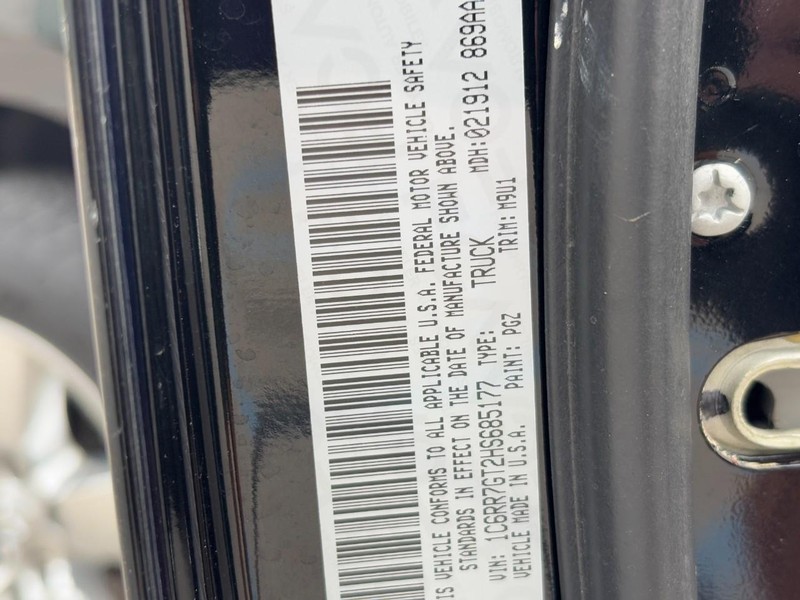 IS VEHICLE CONFORMS TO ALL APPLICABLE U.S.A. FEDERAL MOTOR VEHICLE SAFETY
STANDARDS IN EFFECT ON THE DATE OF MANUFACTURE SHOWN ABOVE.
VIN: 1C6RR7GT2HS685177 TYPE: TRUCK MDH:021912 869AA
VEHICLE MADE IN U.S.A. PAINT: PGZ TRIM: M9U1